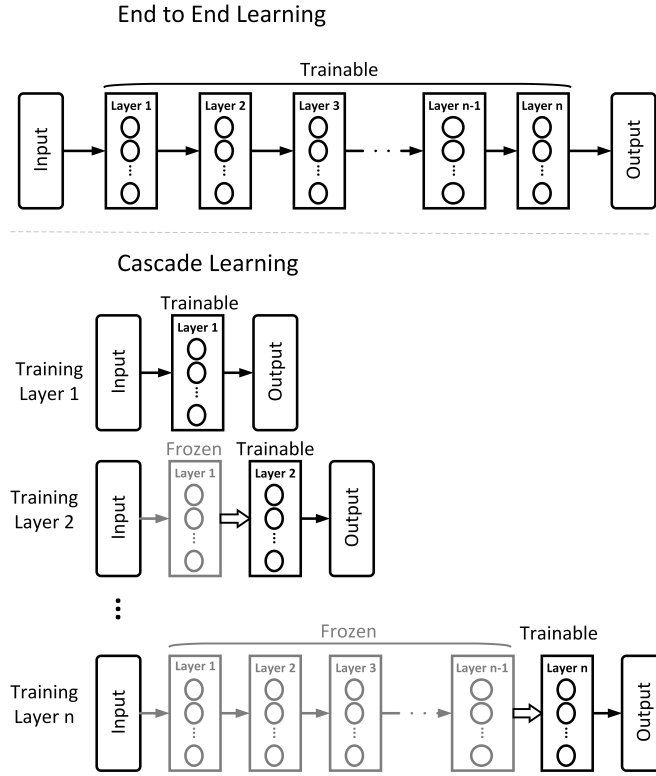 End to End Learning
Trainable
Input
Layer 1
Layer 2
Layer 3
Layer n-1
Layer n
Output
Cascade Learning
Training
Layer 1
Input
Trainable
Layer 1
Output
Training
Layer 2
Input
Frozen
Layer 1
Trainable
Layer 2
Output
Training
Layer n
Input
Frozen
Layer 1
Layer 2
Layer 3
Layer n-1
Trainable
Layer n
Output